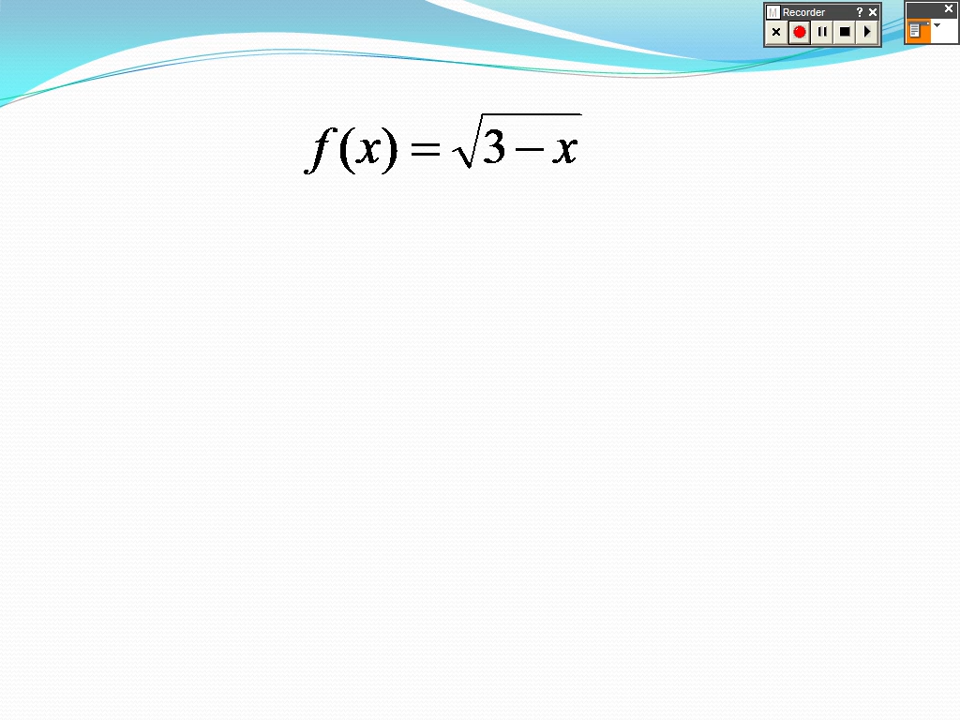 M Recorder ?
f(x) = √3 − x